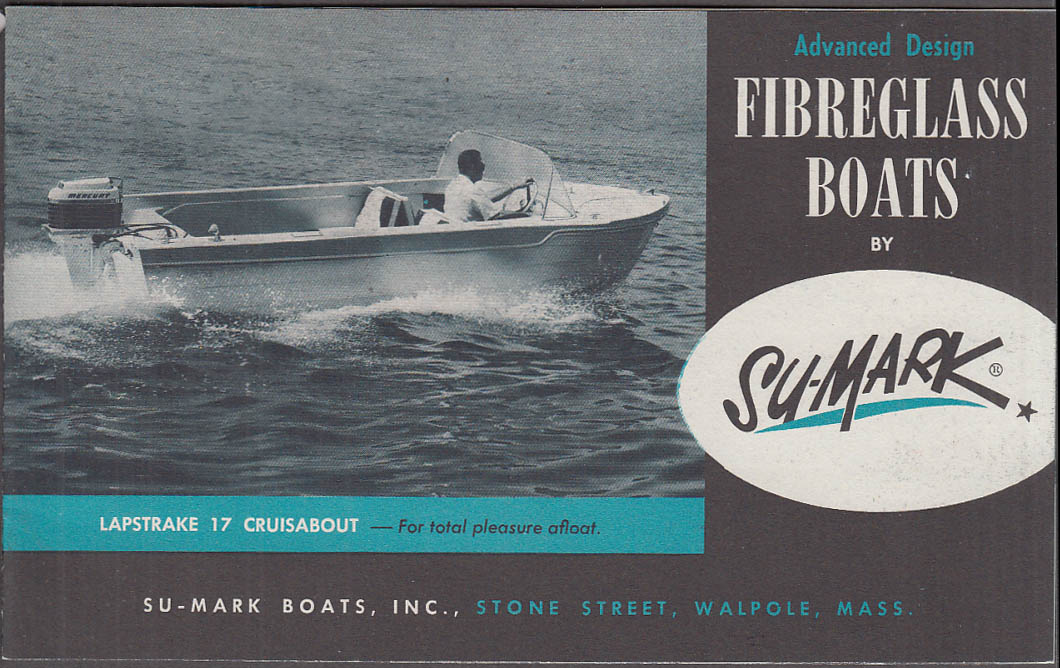 Advanced Design
FIBREGLASS
BOATS
BY
SU-MARK ®
MERCURY
LAPSTRAKE 17 CRUISABOUT — For total pleasure afloat.
SU-MARK BOATS, INC., STONE STREET, WALPOLE, MASS.